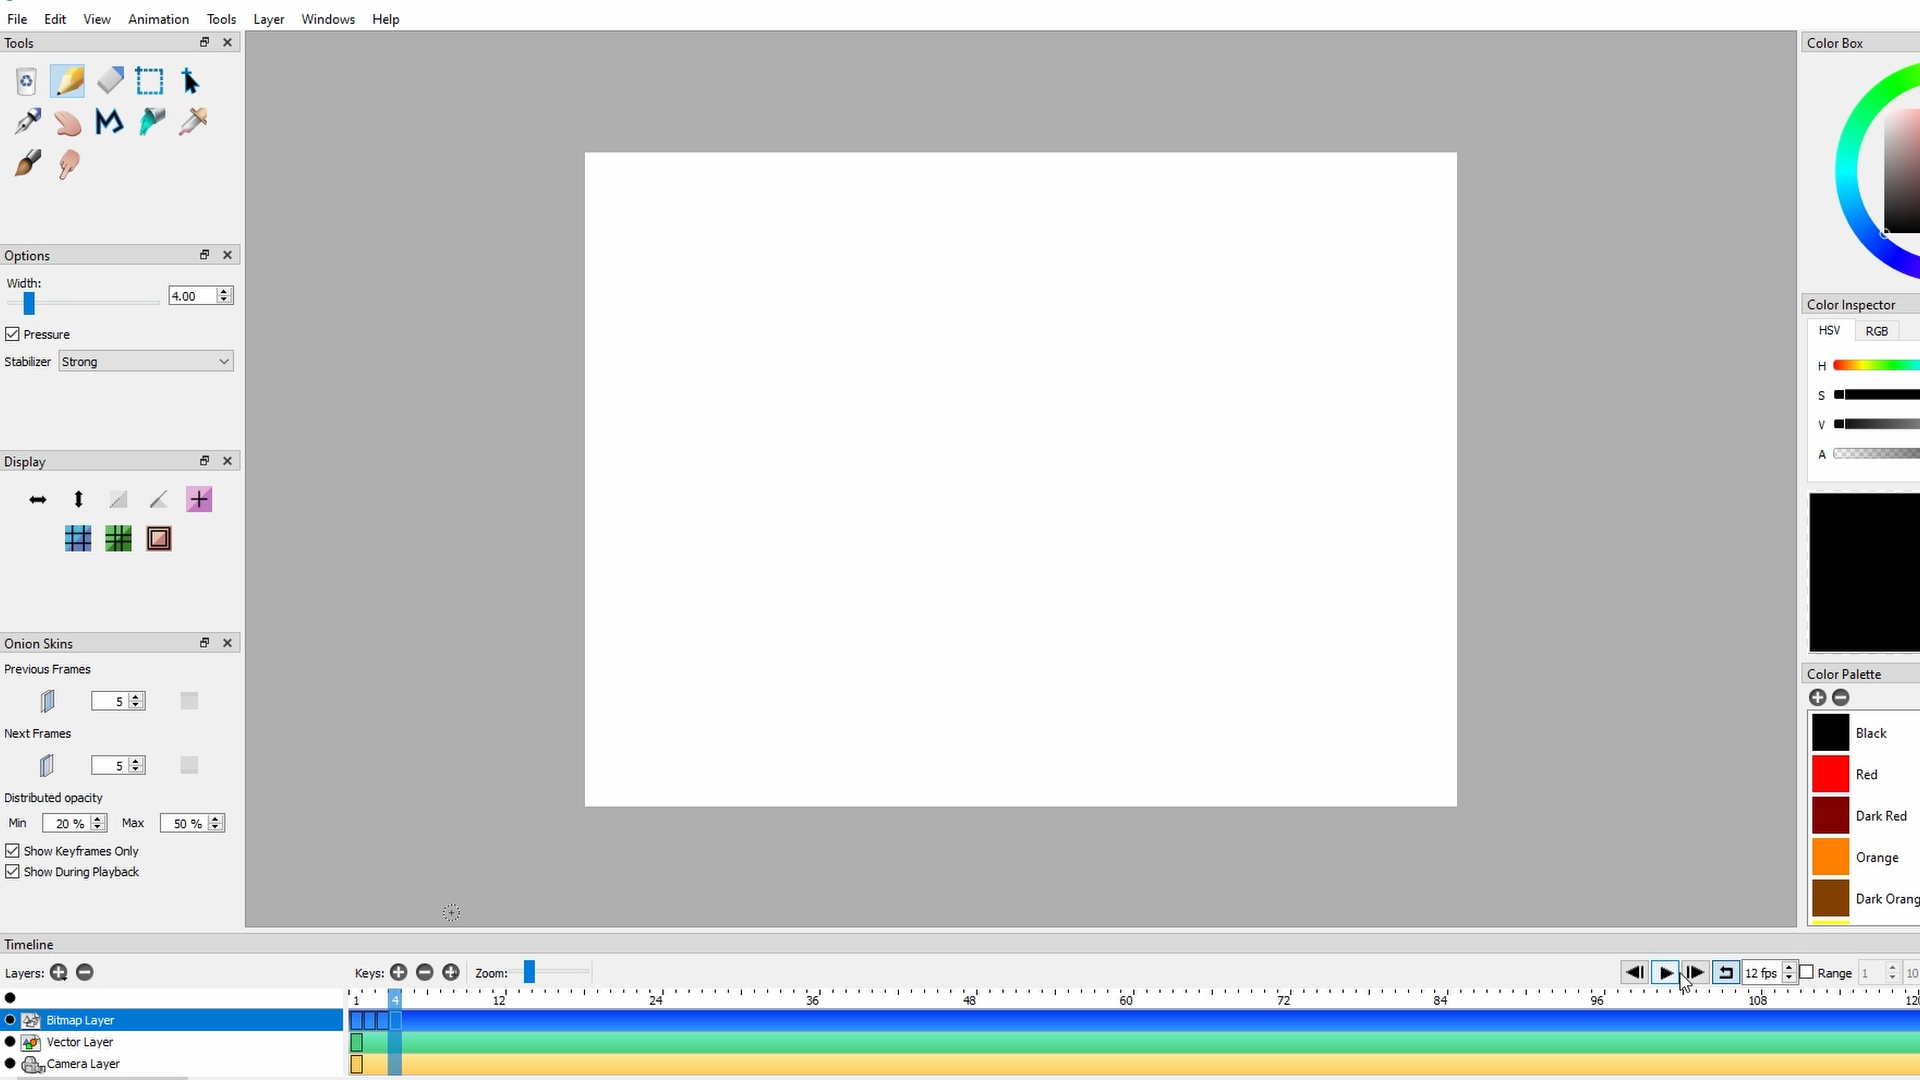 File Edit View Animation Tools Layer Windows Help
Tools
Options
Width:
4.00
Pressure
Stabilizer Strong
Display
Onion Skins
Previous Frames
5
Next Frames
5
Distributed opacity
Min 20 % Max 50 %
Show Keyframes Only
Show During Playback
Color Box
Color Inspector
HSV RGB
H
S
V
A
Color Palette
Black
Red
Dark Red
Orange
Dark Orang
Timeline
Layers: Keys: Zoom: 12 fps Range 1 10
1 4 12 24 36 48 60 72 84 96 108 120
Bitmap Layer
Vector Layer
Camera Layer